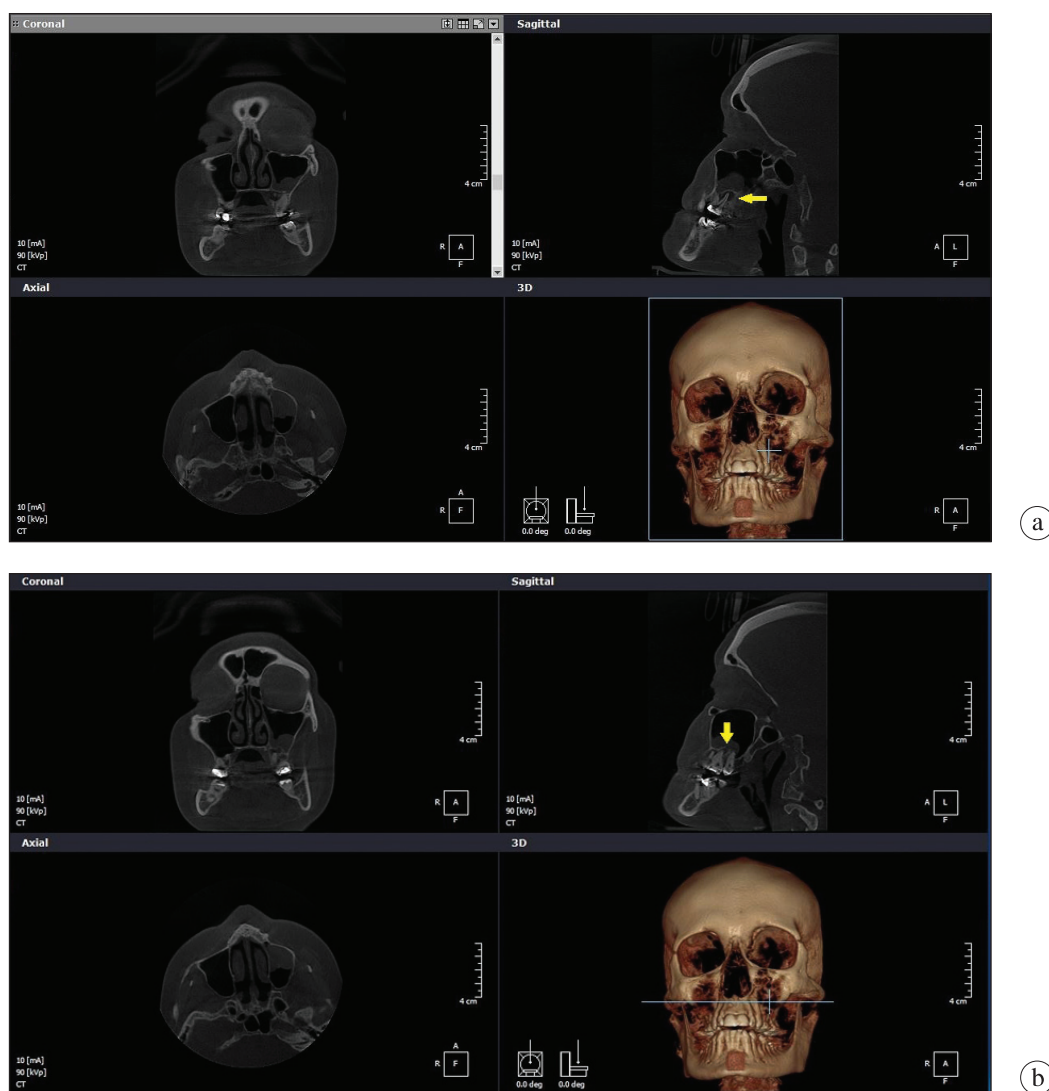 Coronal
4 cm
10 [mA]
90 [kVp]
CT
R A
F
Sagittal
4 cm
10 [mA]
90 [kVp]
CT
A L
F
Axial
4 cm
10 [mA]
90 [kVp]
CT
A
R F
3D
4 cm
0.0 deg 0.0 deg
R A
F
a
Coronal
4 cm
10 [mA]
90 [kVp]
CT
R A
F
Sagittal
4 cm
10 [mA]
90 [kVp]
CT
A L
F
Axial
4 cm
10 [mA]
90 [kVp]
CT
A
R F
3D
4 cm
0.0 deg 0.0 deg
R A
F
b